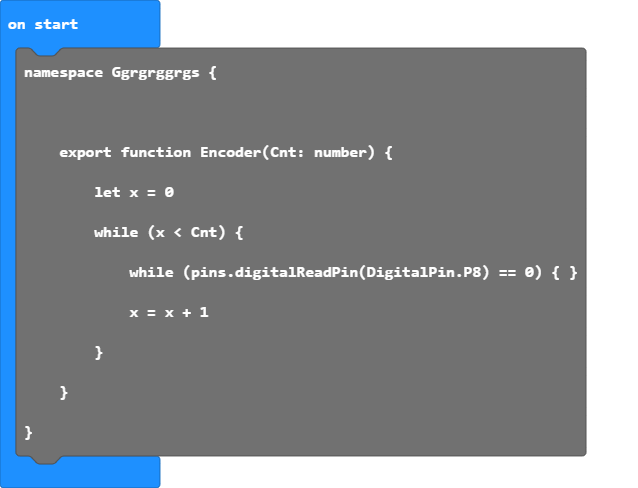 on start
namespace Ggrgrggrgs {
export function Encoder(Cnt: number) {
let x = 0
while (x < Cnt) {
while (pins.digitalReadPin(DigitalPin.P8) == 0) { }
x = x + 1
}
}
}